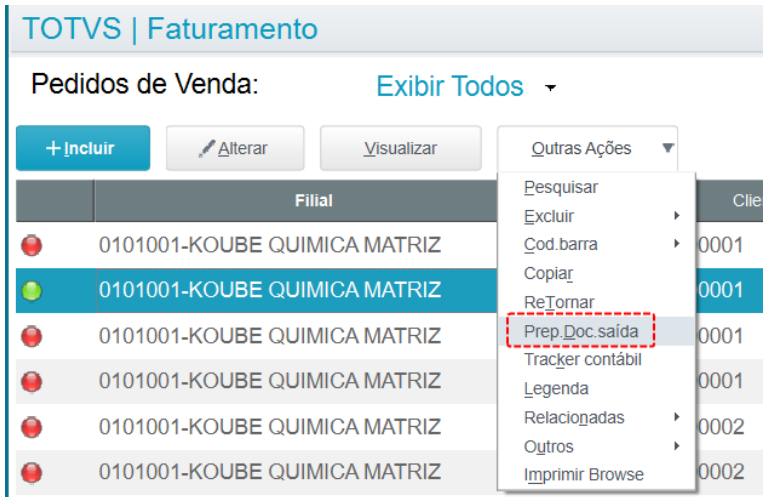 TOTVS | Faturamento
Pedidos de Venda: Exibir Todos
+ Incluir Alterar Visualizar Outras Ações
Filial Clie
Pesquisar
Excluir
Cod.barra
Copiar
ReTornar
Prep.Doc.saída
Tracker contábil
Legenda
Relacionadas
Outros
Imprimir Browse
0101001-KOUBE QUIMICA MATRIZ 0001
0101001-KOUBE QUIMICA MATRIZ 0001
0101001-KOUBE QUIMICA MATRIZ 0001
0101001-KOUBE QUIMICA MATRIZ 0001
0101001-KOUBE QUIMICA MATRIZ 0002
0101001-KOUBE QUIMICA MATRIZ 0002